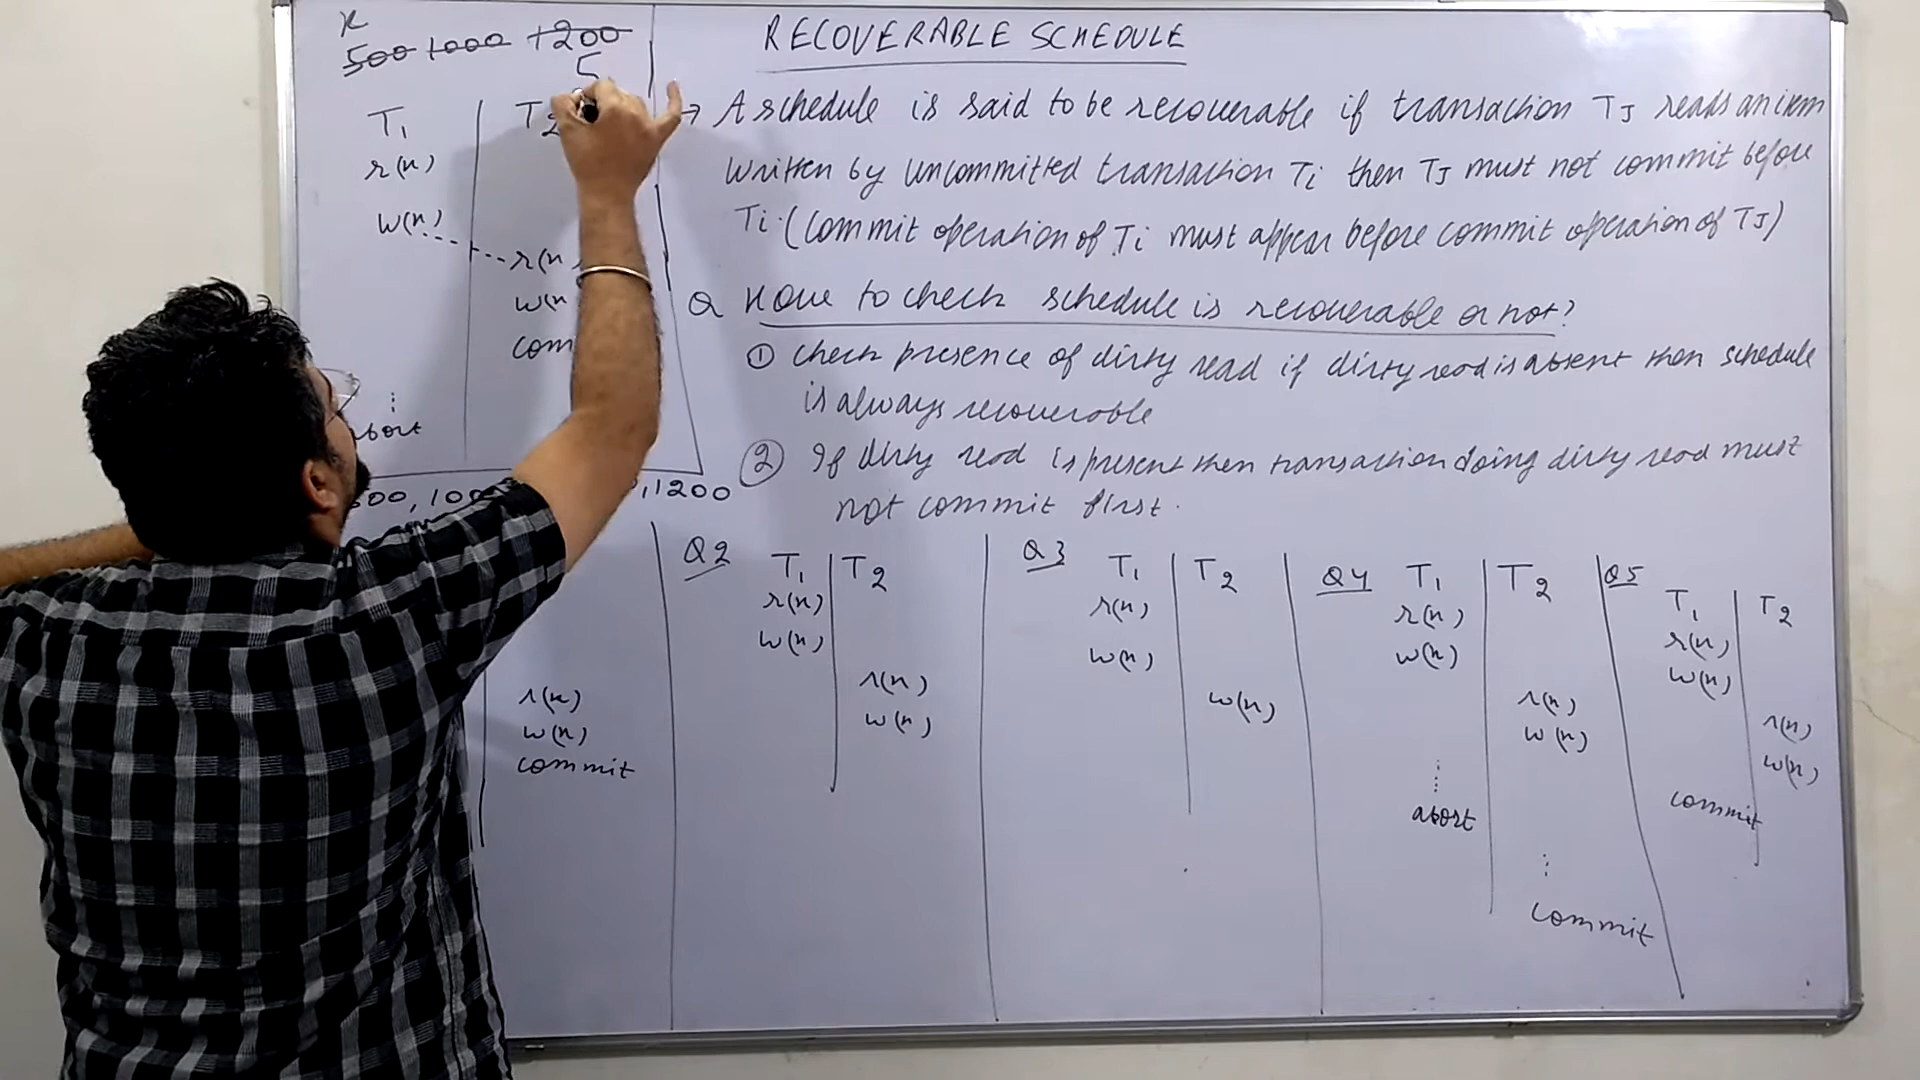 x
500 1000 1200
5
T1
T2
r(x)
w(x)
r(x
w(x
com
abort
RECOVERABLE SCHEDULE
→ A schedule is said to be recoverable if transaction TJ reads an item
written by uncommitted transaction Ti then TJ must not commit before
Ti. (commit operation of Ti must appear before commit operation of TJ)
Q How to check schedule is recoverable or not?
① check presence of dirty read if dirty read is absent then schedule
is always recoverable
② If dirty read is present then transaction doing dirty read must
not commit first.
1200
r(x)
w(x)
commit
Q2
T1 T2
r(x)
w(x)
r(x)
w(x)
Q3
T1 T2
r(x)
w(x)
w(x)
Q4
T1 T2
r(x)
w(x)
r(x)
w(x)
abort
commit
Q5
T1 T2
r(x)
w(x)
r(x)
w(x)
commit